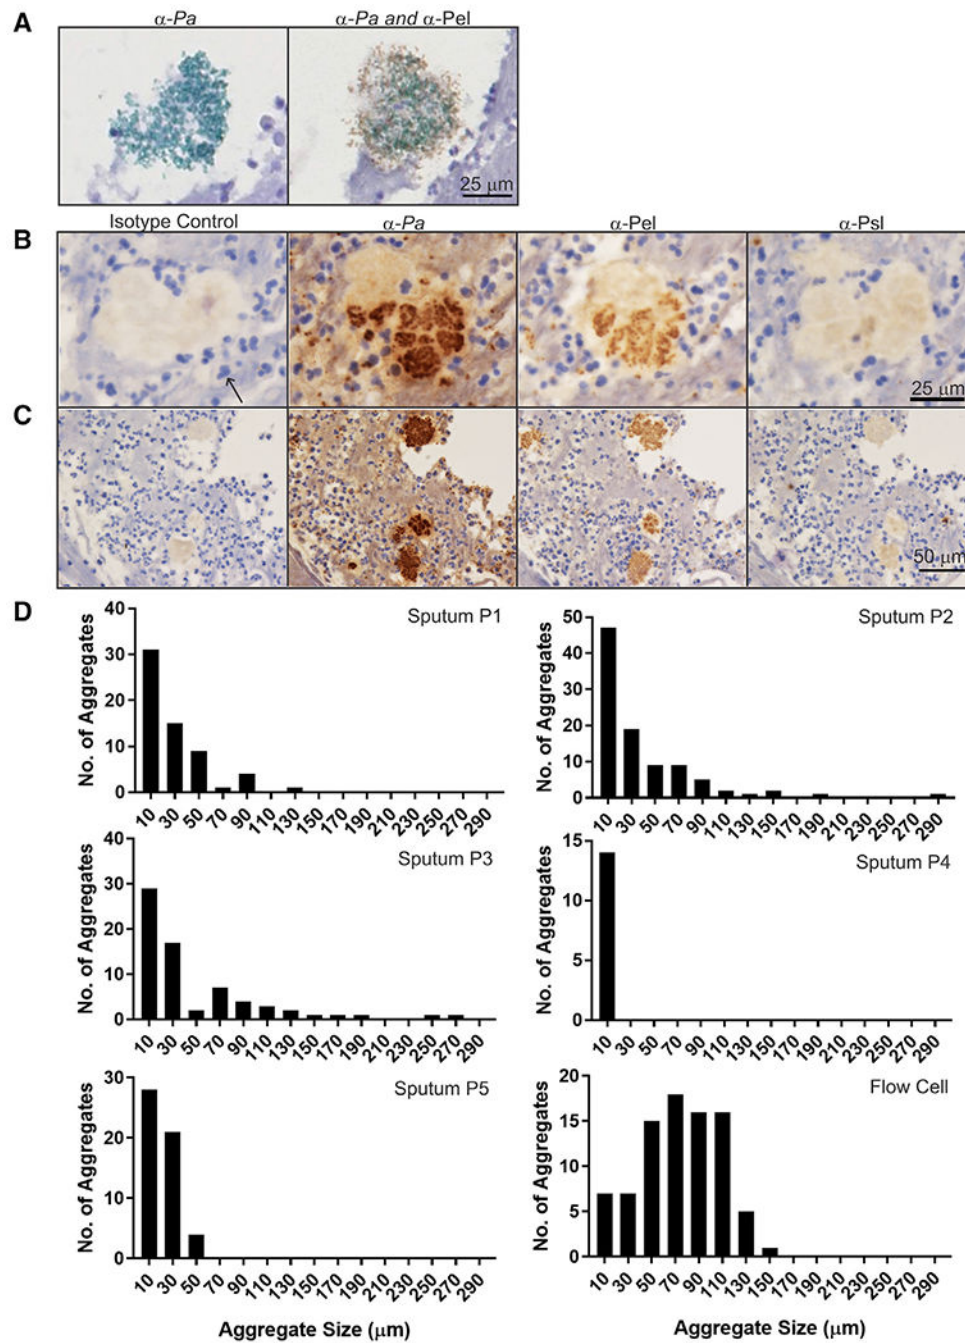 A
α-Pa
α-Pa and α-Pel
25 μm
Isotype Control
α-Pa
α-Pel
α-Psl
B
25 μm
C
50 μm
D
Sputum P1
No. of Aggregates
40
30
20
10
0
10 30 50 70 90 110 130 150 170 190 210 230 250 270 290
Sputum P2
No. of Aggregates
50
40
30
20
10
0
10 30 50 70 90 110 130 150 170 190 210 230 250 270 290
Sputum P3
No. of Aggregates
40
30
20
10
0
10 30 50 70 90 110 130 150 170 190 210 230 250 270 290
Sputum P4
No. of Aggregates
15
10
5
0
10 30 50 70 90 110 130 150 170 190 210 230 250 270 290
Sputum P5
No. of Aggregates
30
20
10
0
10 30 50 70 90 110 130 150 170 190 210 230 250 270 290
Aggregate Size (μm)
Flow Cell
No. of Aggregates
20
15
10
5
0
10 30 50 70 90 110 130 150 170 190 210 230 250 270 290
Aggregate Size (μm)